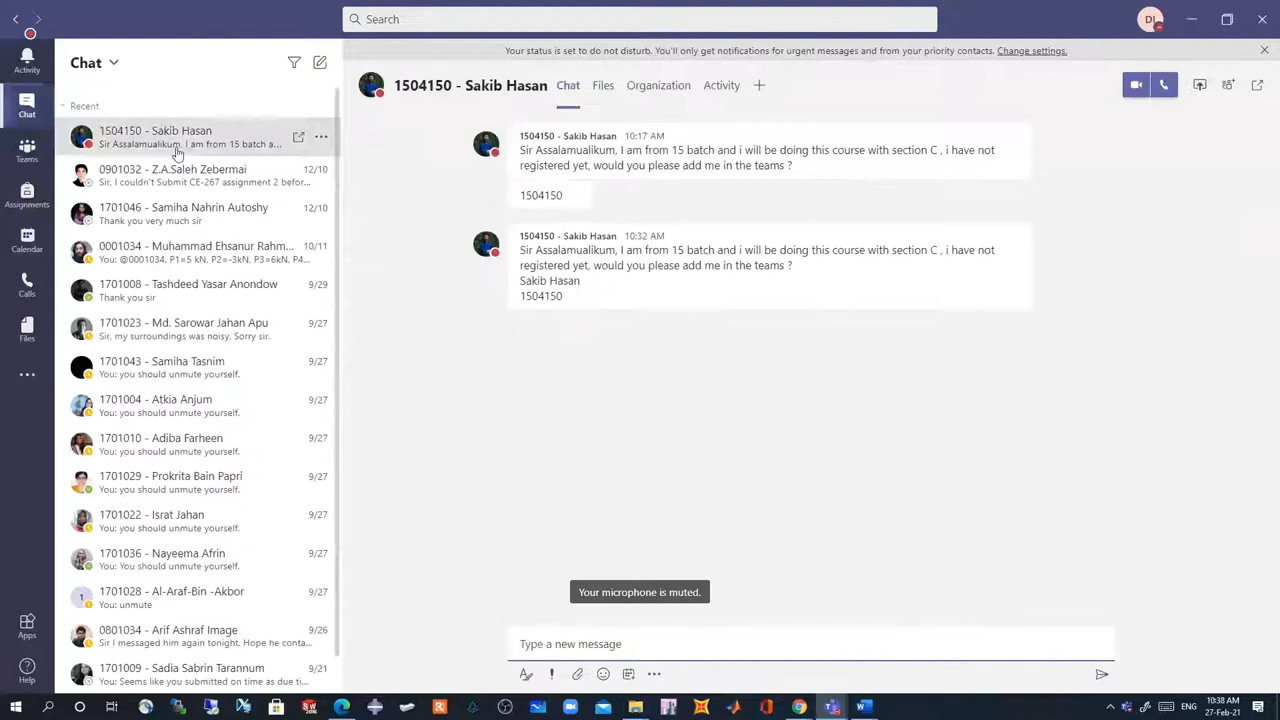 Search
DI
Activity
Chat
Teams
Assignments
Calendar
Calls
Files
Apps
Help
Chat
Recent
1504150 - Sakib Hasan
Sir Assalamualikum, I am from 15 batch a...
0901032 - Z.A.Saleh Zebermai 12/10
Sir, I couldn't Submit CE-267 assignment 2 befor...
1701046 - Samiha Nahrin Autoshy 12/10
Thank you very much sir
0001034 - Muhammad Ehsanur Rahm... 10/11
You: @0001034, P1=5 kN, P2=-3kN, P3=6kN, P4...
1701008 - Tashdeed Yasar Anondow 9/29
Thank you sir
1701023 - Md. Sarowar Jahan Apu 9/27
Sir, my surroundings was noisy. Sorry sir.
1701043 - Samiha Tasnim 9/27
You: you should unmute yourself.
1701004 - Atkia Anjum 9/27
You: you should unmute yourself.
1701010 - Adiba Farheen 9/27
You: you should unmute yourself.
1701029 - Prokrita Bain Papri 9/27
You: you should unmute yourself.
1701022 - Israt Jahan 9/27
You: you should unmute yourself.
1701036 - Nayeema Afrin 9/27
You: You should unmute yourself.
1701028 - Al-Araf-Bin -Akbor 9/27
You: unmute
0801034 - Arif Ashraf Image 9/26
Sir I messaged him again tonight. Hope he conta...
1701009 - Sadia Sabrin Tarannum 9/21
You: Seems like you submitted on time as due ti...
Your status is set to do not disturb. You'll only get notifications for urgent messages and from your priority contacts. Change settings.
1504150 - Sakib Hasan Chat Files Organization Activity
1504150 - Sakib Hasan 10:17 AM
Sir Assalamualikum, I am from 15 batch and i will be doing this course with section C , i have not
registered yet, would you please add me in the teams ?
1504150
1504150 - Sakib Hasan 10:32 AM
Sir Assalamualikum, I am from 15 batch and i will be doing this course with section C , i have not
registered yet, would you please add me in the teams ?
Sakib Hasan
1504150
Your microphone is muted.
Type a new message
ENG
10:38 AM
27-Feb-21